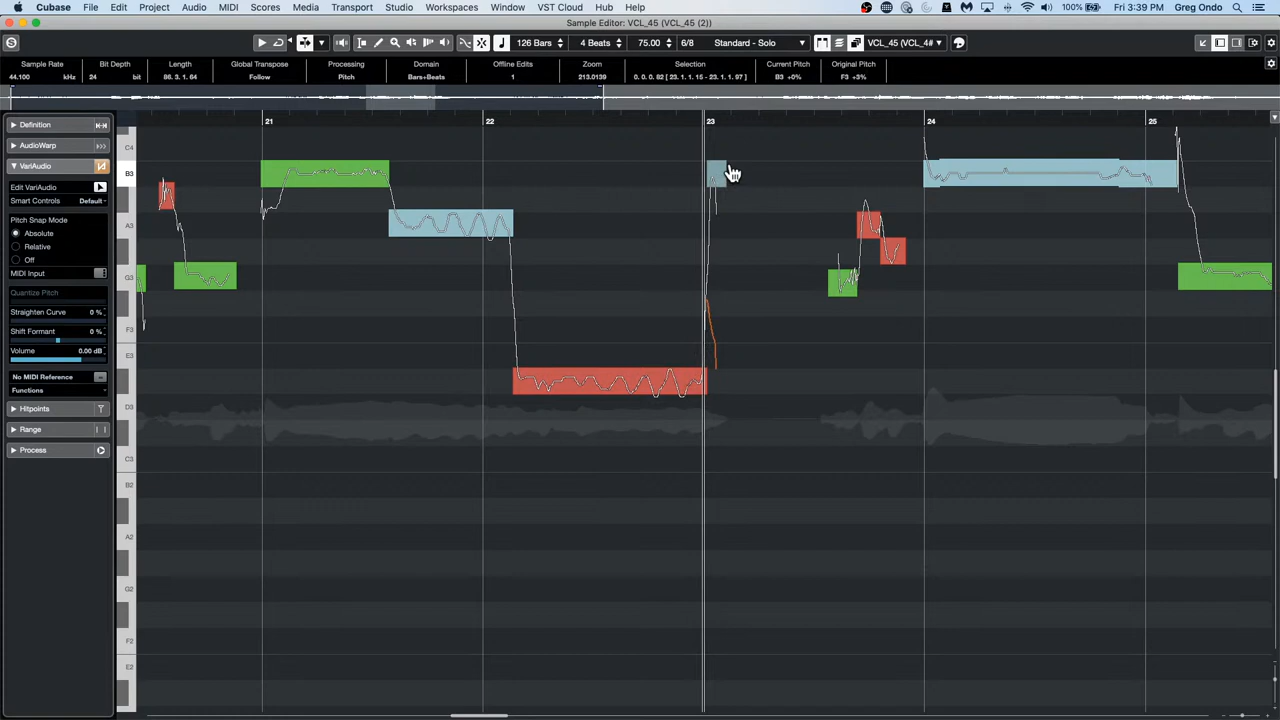 Cubase File Edit Project Audio MIDI Scores Media Transport Studio Workspaces Window VST Cloud Hub Help 100% Fri 3:39 PM Greg Ondo
Sample Editor: VCL_45 (VCL_45 (2))
126 Bars 4 Beats 75.00 6/8 Standard - Solo VCL_45 (VCL_4#
Sample Rate Bit Depth Length Global Transpose Processing Domain Offline Edits Zoom Selection Current Pitch Original Pitch
44.100 kHz 24 bit 86. 3. 1. 64 Follow Pitch Bars+Beats 1 213.0139 0. 0. 0. 82 [ 23. 1. 1. 15 - 23. 1. 1. 97 ] B3 +0% F3 +3%
21 22 23 24 25
Definition
AudioWarp
VariAudio
Edit VariAudio
Smart Controls Default
Pitch Snap Mode
Absolute
Relative
Off
MIDI Input
Quantize Pitch
Straighten Curve 0 %
Shift Formant 0 %
Volume 0.00 dB
No MIDI Reference
Functions
Hitpoints
Range
Process
C4
B3
A3
G3
F3
E3
D3
C3
B2
A2
G2
F2
E2